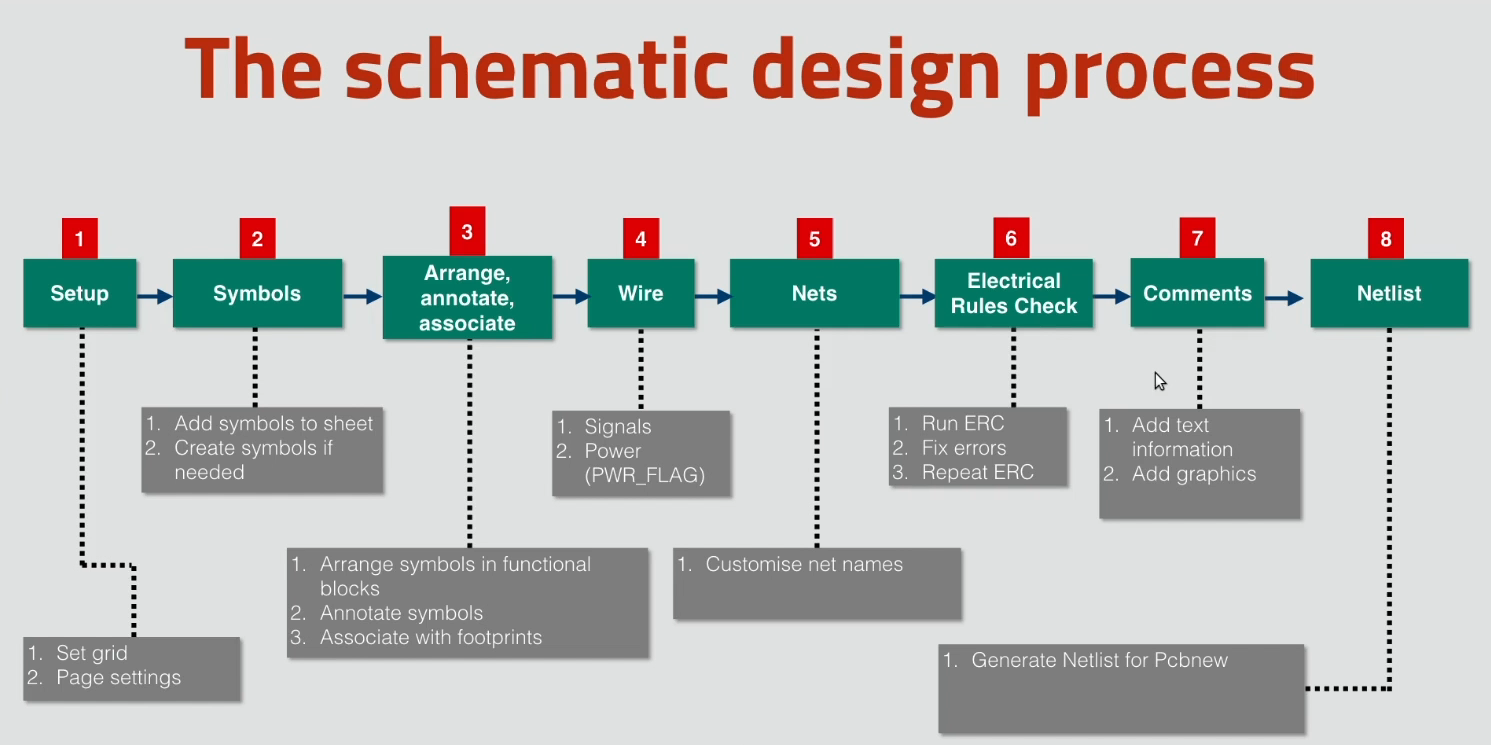 The schematic design process
1
Setup
2
Symbols
3
Arrange,
annotate,
associate
4
Wire
5
Nets
6
Electrical
Rules Check
7
Comments
8
Netlist
1. Add symbols to sheet
2. Create symbols if
needed
1. Signals
2. Power
(PWR_FLAG)
1. Run ERC
2. Fix errors
3. Repeat ERC
1. Add text
information
2. Add graphics
1. Arrange symbols in functional
blocks
2. Annotate symbols
3. Associate with footprints
1. Customise net names
1. Set grid
2. Page settings
1. Generate Netlist for Pcbnew